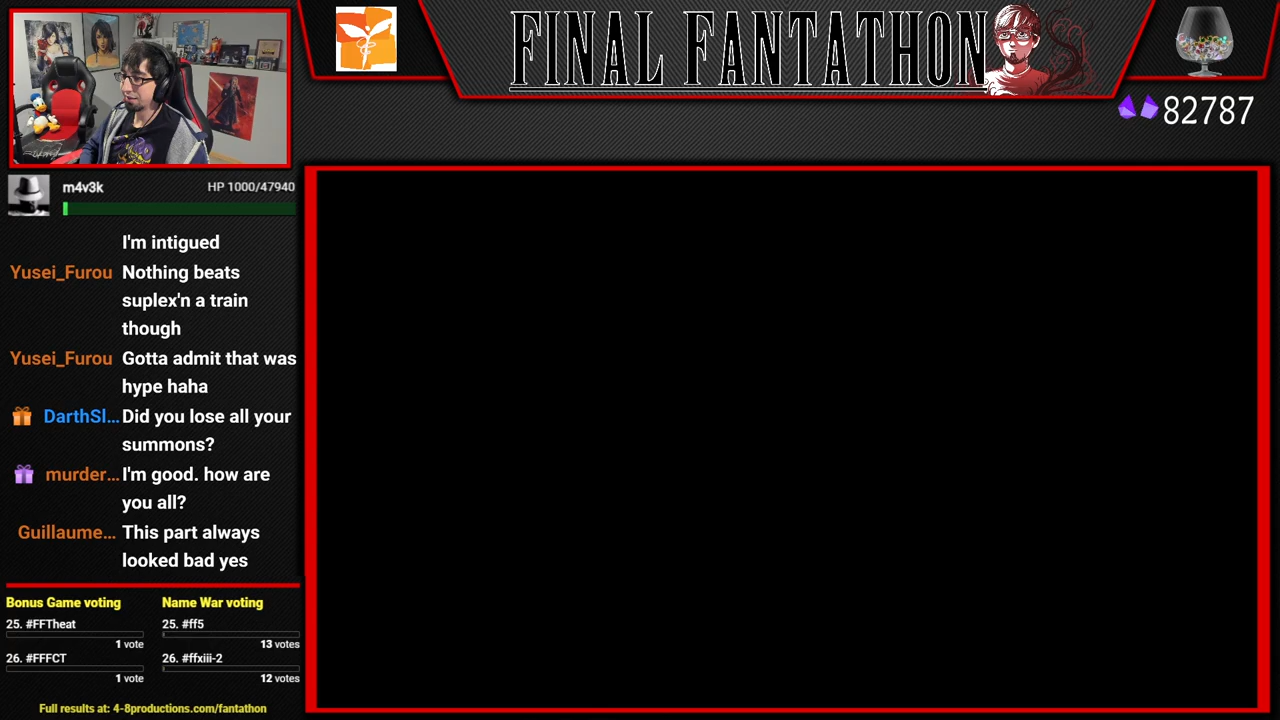 FINAL FANTATHON
82787
m4v3k
HP 1000/47940
I'm intigued
Yusei_Furou Nothing beats
suplex'n a train
though
Yusei_Furou Gotta admit that was
hype haha
DarthSl... Did you lose all your
summons?
murder... I'm good. how are
you all?
Guillaume... This part always
looked bad yes
Bonus Game voting
25. #FFTheat
1 vote
26. #FFFCT
1 vote
Name War voting
25. #ff5
13 votes
26. #ffxiii-2
12 votes
Full results at: 4-8productions.com/fantathon